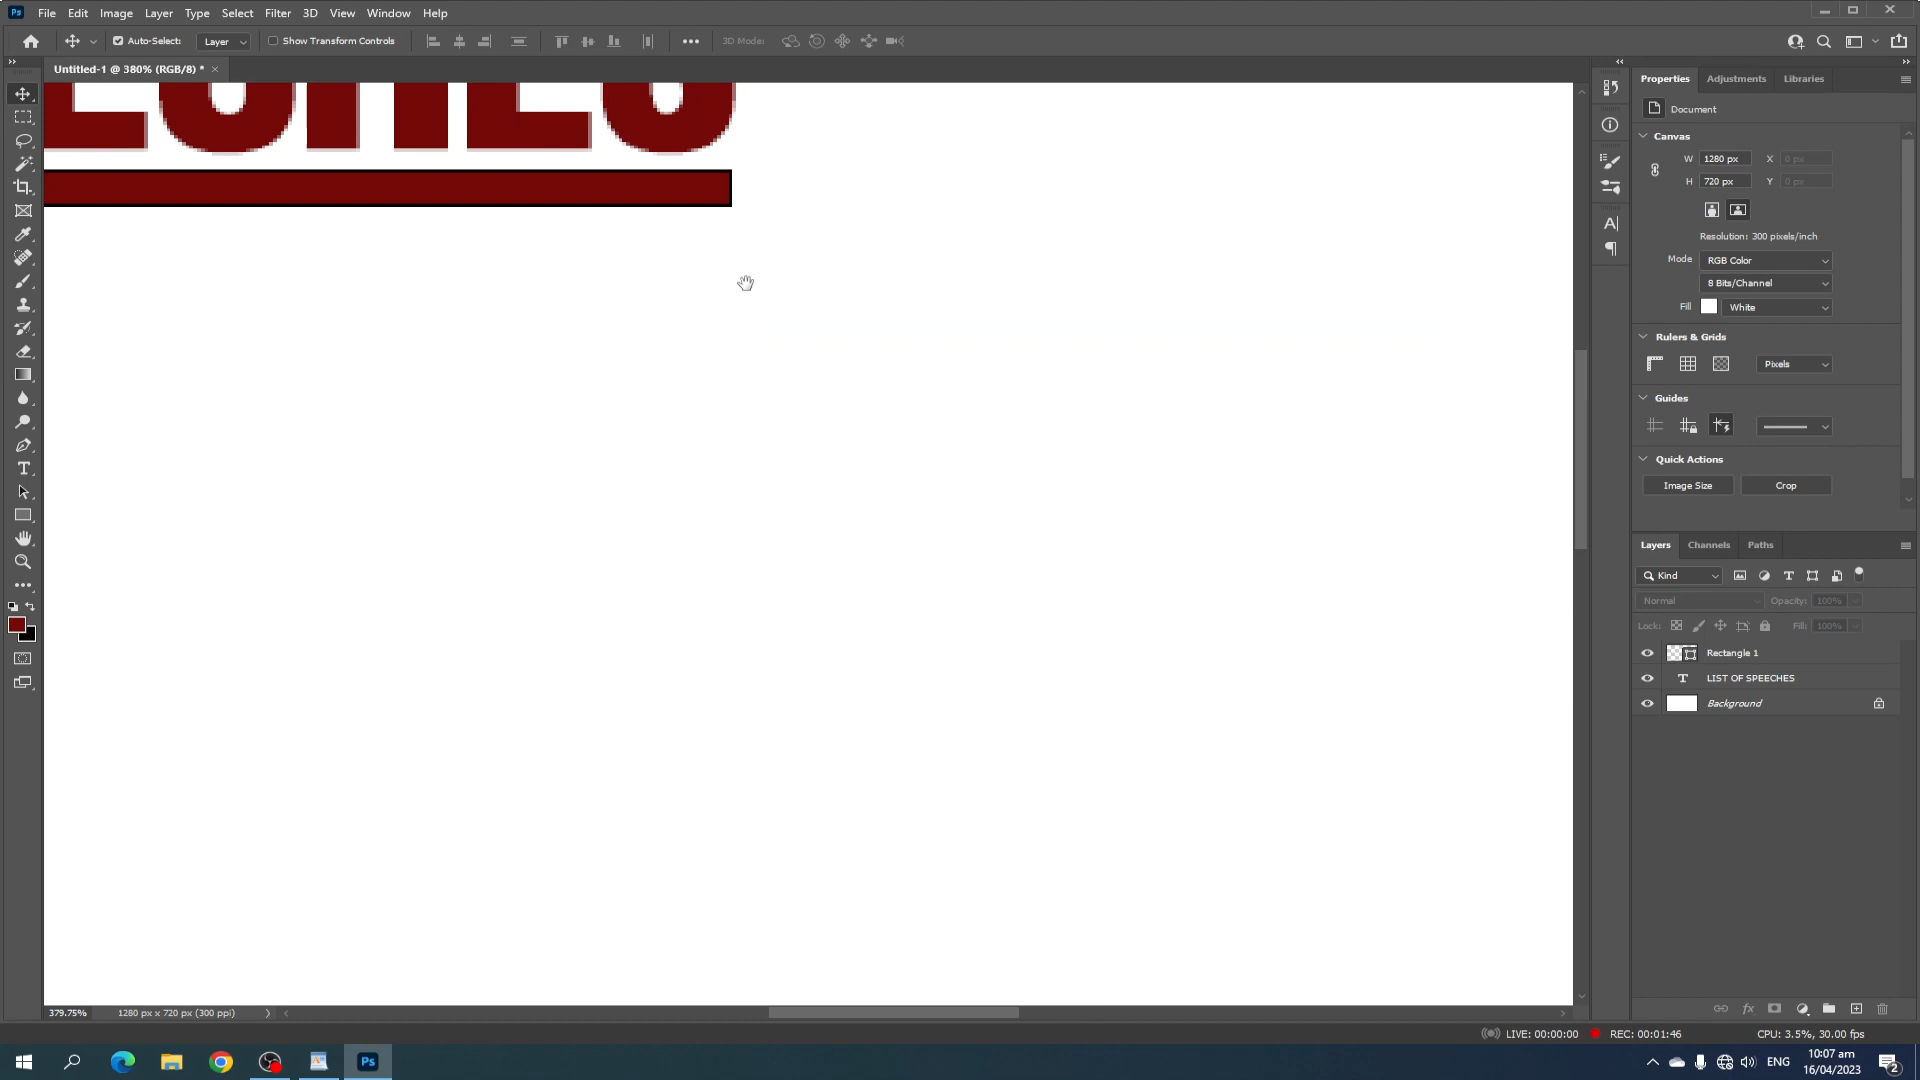 Ps File Edit Image Layer Type Select Filter 3D View Window Help
Auto-Select: Layer Show Transform Controls 3D Mode:
Untitled-1 @ 380% (RGB/8) *
Properties Adjustments Libraries
Document
Canvas
W 1280 px X 0 px
H 720 px Y 0 px
Resolution: 300 pixels/inch
Mode RGB Color
8 Bits/Channel
Fill White
Rulers & Grids
Pixels
Guides
Quick Actions
Image Size Crop
Layers Channels Paths
Kind
Normal Opacity: 100%
Lock: Fill: 100%
Rectangle 1
T LIST OF SPEECHES
Background
fx
379.75% 1280 px x 720 px (300 ppi)
LIVE: 00:00:00 REC: 00:01:46 CPU: 3.5%, 30.00 fps
Ps ENG 10:07 am
16/04/2023 2